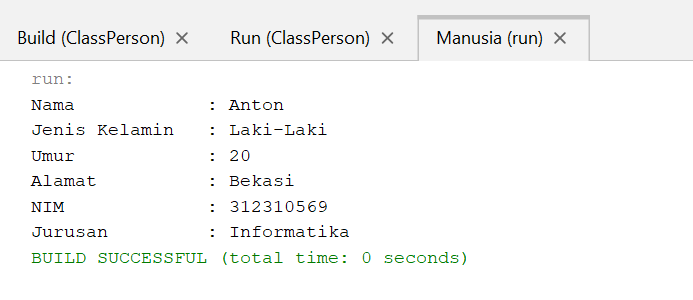 Build (ClassPerson) × Run (ClassPerson) × Manusia (run) ×
run:
Nama : Anton
Jenis Kelamin : Laki-Laki
Umur : 20
Alamat : Bekasi
NIM : 312310569
Jurusan : Informatika
BUILD SUCCESSFUL (total time: 0 seconds)